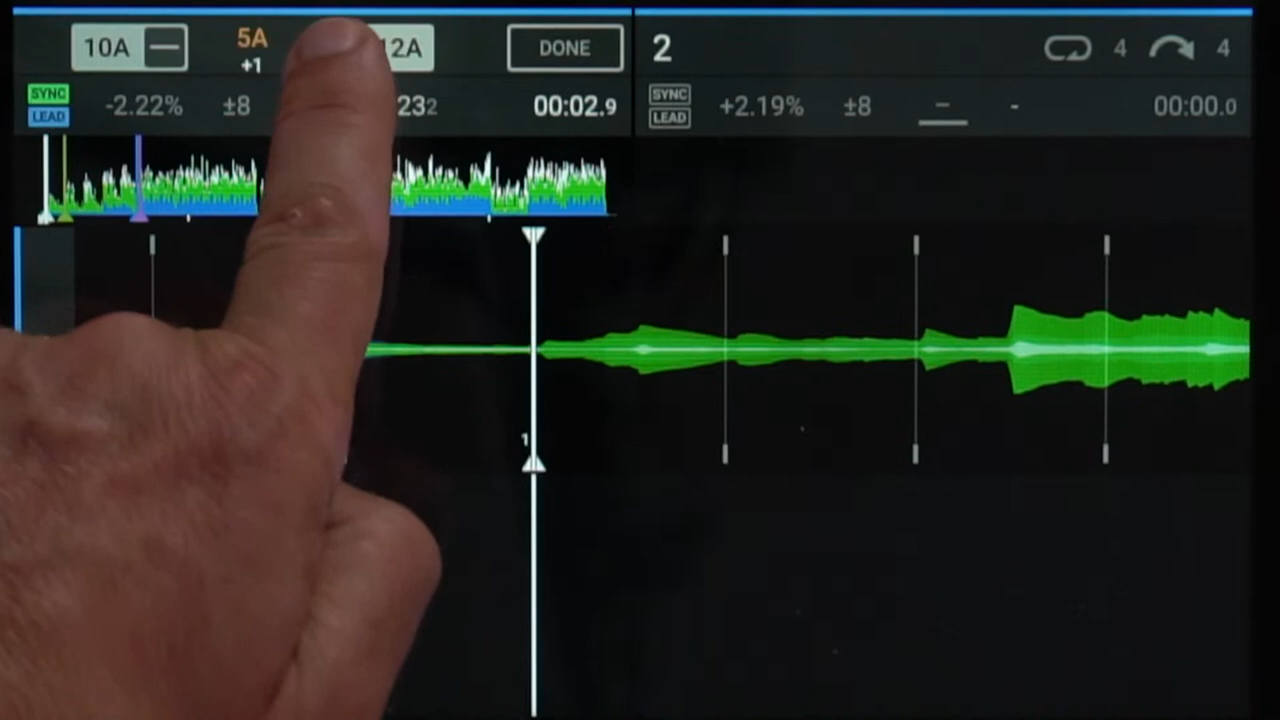 10A — 5A 12A DONE
+1
2 4 4
SYNC -2.22% ±8 232 00:02.9
LEAD
SYNC +2.19% ±8 – - 00:00.0
LEAD
1